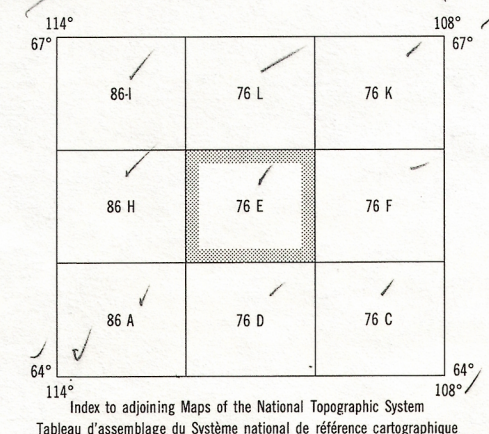 114° 108°
67° 67°
86-I 76 L 76 K
86 H 76 E 76 F
86 A 76 D 76 C
64° 64°
114° 108°
Index to adjoining Maps of the National Topographic System
Tableau d'assemblage du Système national de référence cartographique